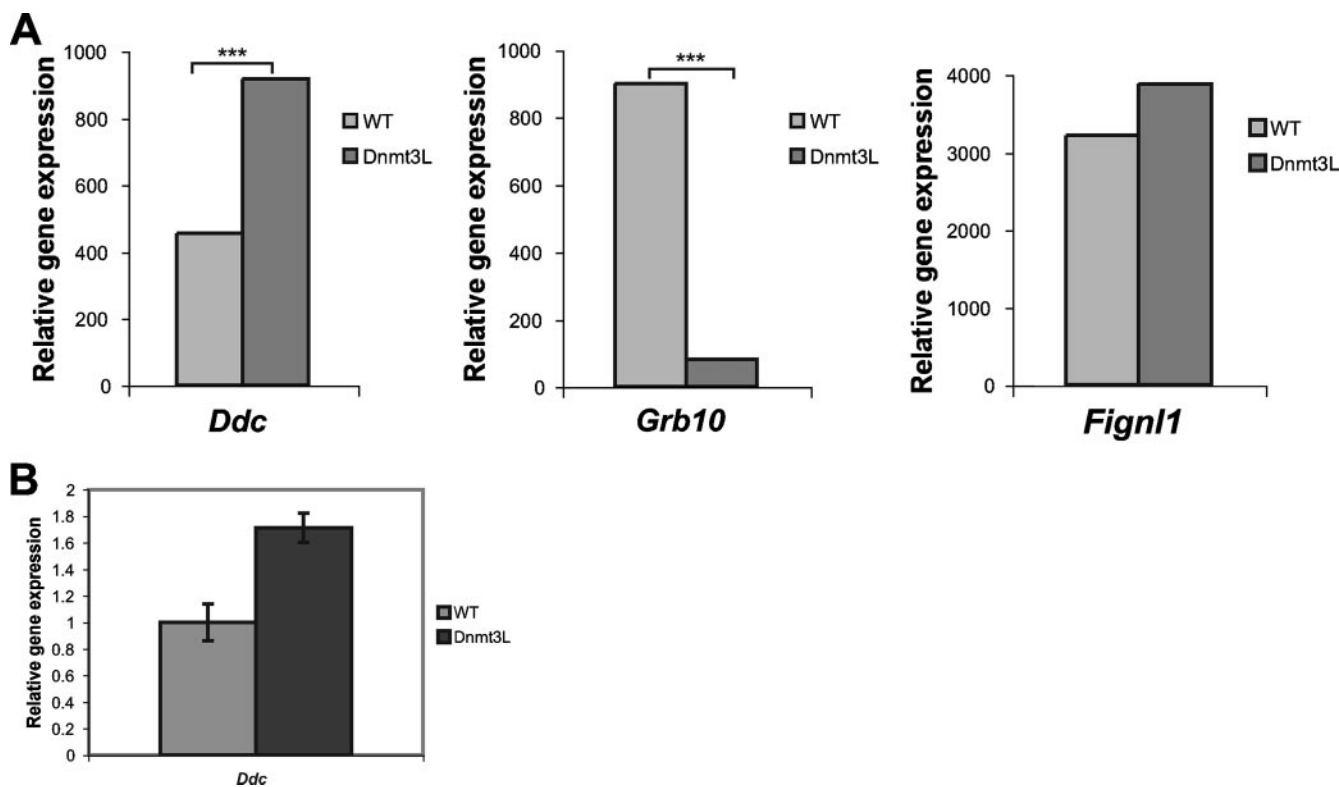 A
Relative gene expression
1000
800
600
400
200
0
***
WT
Dnmt3L
Ddc
Relative gene expression
1000
800
600
400
200
0
***
WT
Dnmt3L
Grb10
Relative gene expression
4000
3000
2000
1000
0
WT
Dnmt3L
Fignl1
B
Relative gene expression
2
1.8
1.6
1.4
1.2
1
0.8
0.6
0.4
0.2
0
WT
Dnmt3L
Ddc